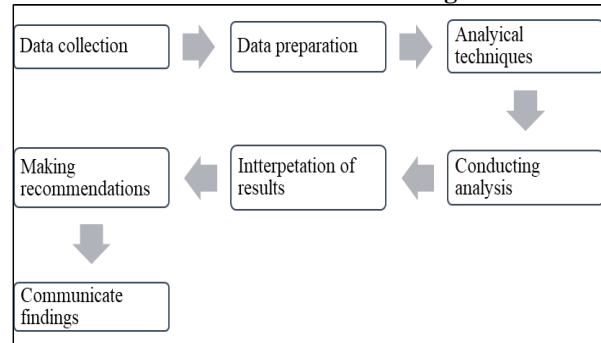 Data collection
Data preparation
Analyical
techniques
Conducting
analysis
Intterpetation of
results
Making
recommendations
Communicate
findings